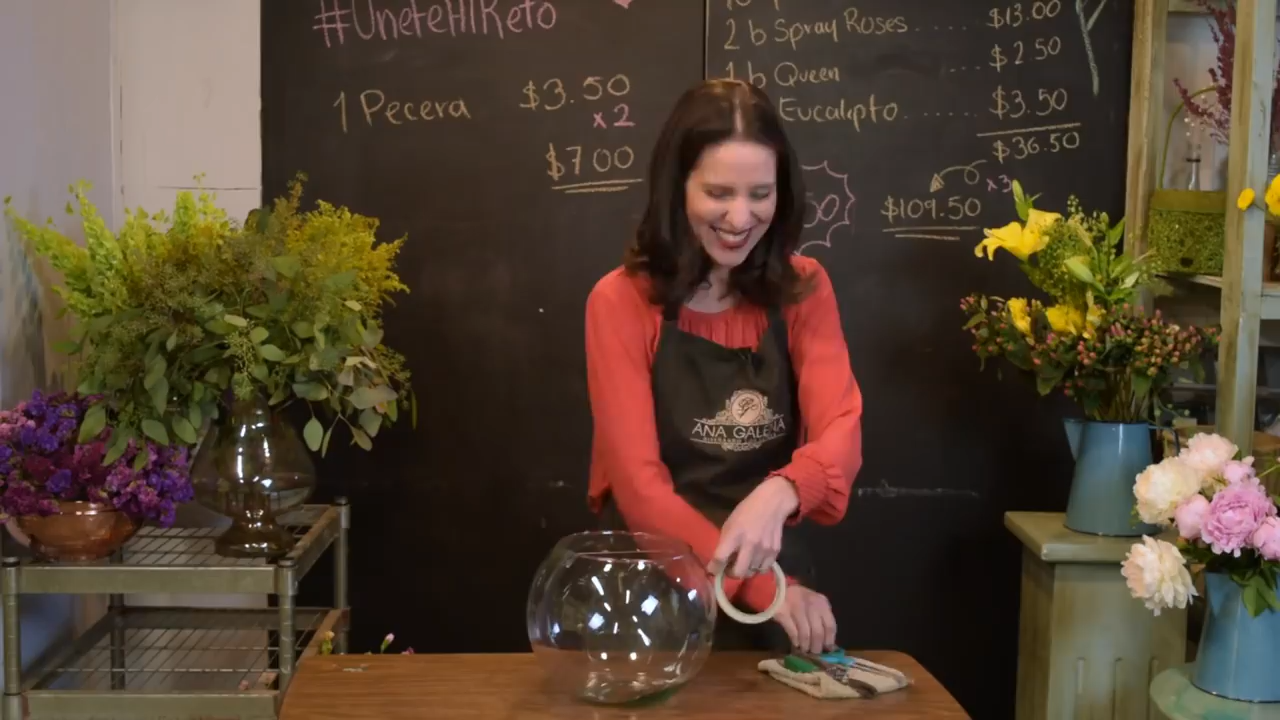 #UneteAlReto
1 Pecera $3.50
x2
$7.00
$13.00
2 b Spray Roses..... $2.50
1 b Queen ....
Eucalipto....... $3.50
$36.50
x3
$109.50
ANA GALENA